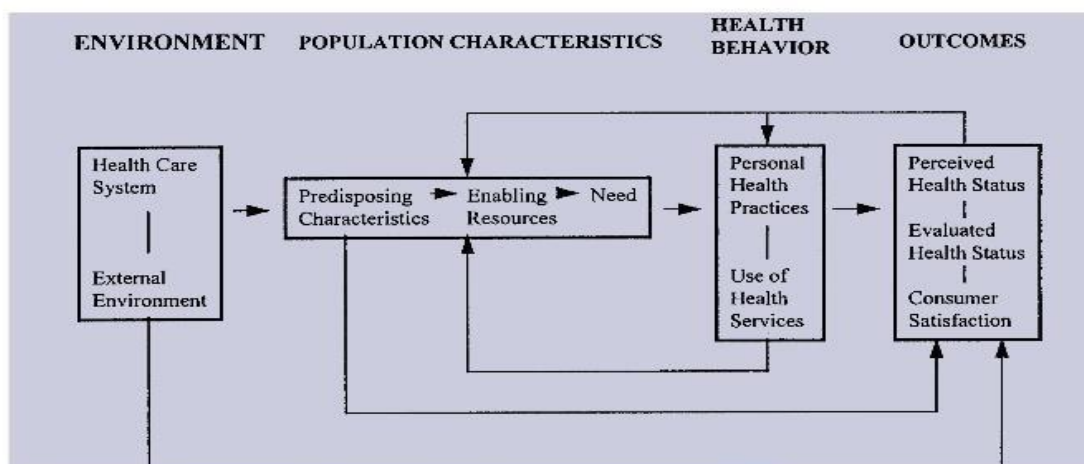 ENVIRONMENT
POPULATION CHARACTERISTICS
HEALTH
BEHAVIOR
OUTCOMES
Health Care
System
External
Environment
Predisposing
Characteristics
Enabling
Resources
Need
Personal
Health
Practices
Use of
Health
Services
Perceived
Health Status
Evaluated
Health Status
Consumer
Satisfaction